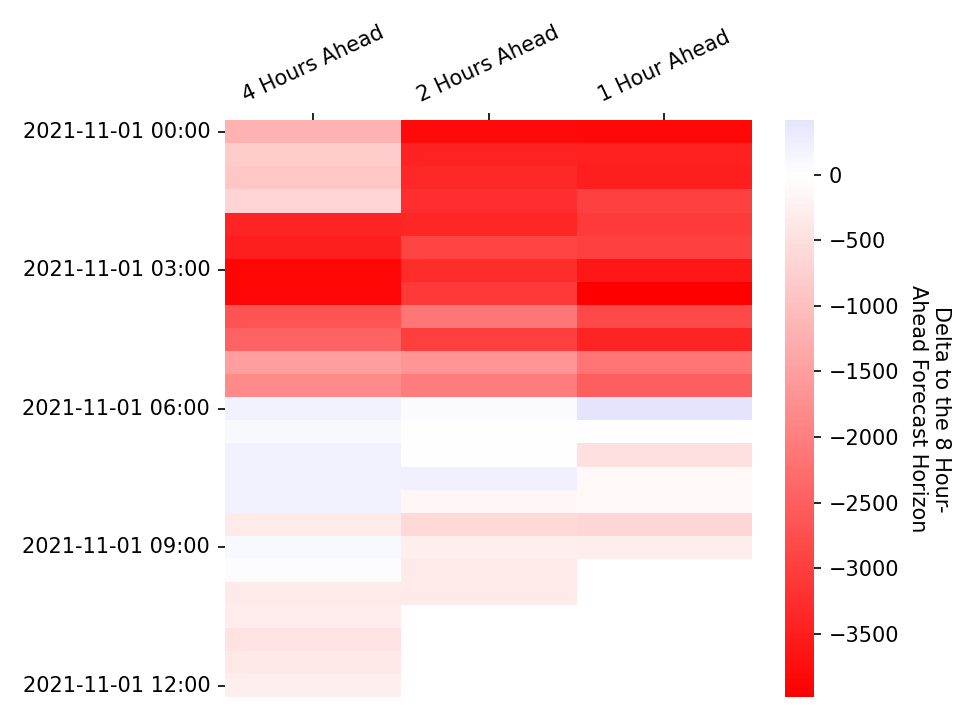 4 Hours Ahead
2 Hours Ahead
1 Hour Ahead
2021-11-01 00:00
2021-11-01 03:00
2021-11-01 06:00
2021-11-01 09:00
2021-11-01 12:00
0
−500
−1000
−1500
−2000
−2500
−3000
−3500
Delta to the 8 Hour-
Ahead Forecast Horizon